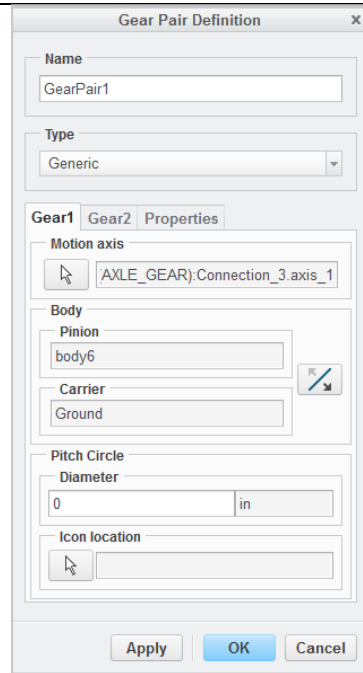 Gear Pair Definition x
Name
GearPair1
Type
Generic
Gear1 Gear2 Properties
Motion axis
AXLE_GEAR):Connection_3.axis_1
Body
Pinion
body6
Carrier
Ground
Pitch Circle
Diameter
0 in
Icon location
Apply OK Cancel